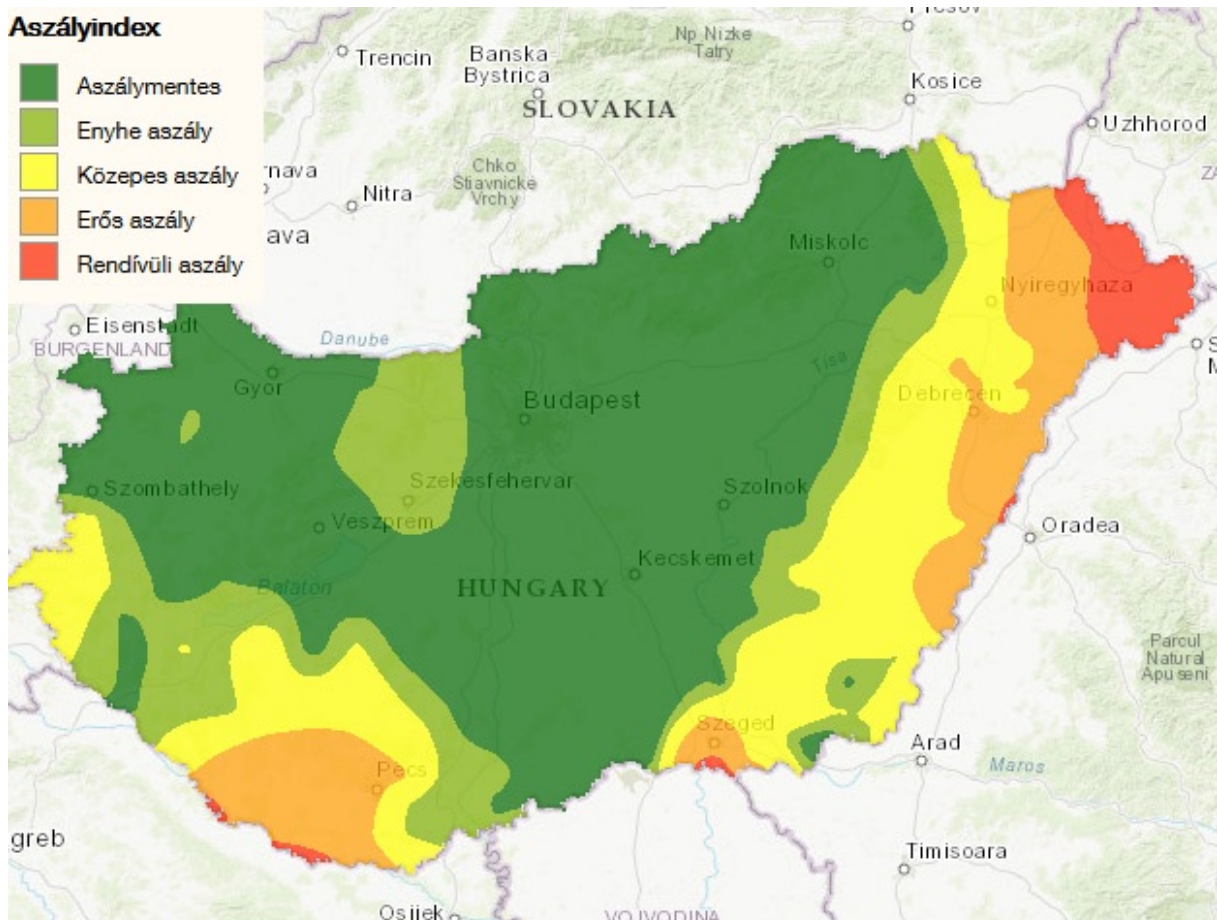 Aszályindex
Aszálymentes
Enyhe aszály
Közepes aszály
Erős aszály
Rendívüli aszály
Trencin
Banska
Bystrica
Np Nizke
Tatry
Kosice
SLOVAKIA
Uzhhorod
Chko
Stiavnicke
Vrchy
Nitra
Miskolc
Nyiregyhaza
Eisenstadt
BURGENLAND
Danube
Gyor
Budapest
Tisa
Debrecen
Szombathely
Szekesfehervar
Szolnok
Veszprem
Oradea
Kecskemet
Balaton
HUNGARY
Parcul
Natural
Apuseni
Szeged
Arad
Pecs
Maros
Timisoara
Osijek
VOJVODINA